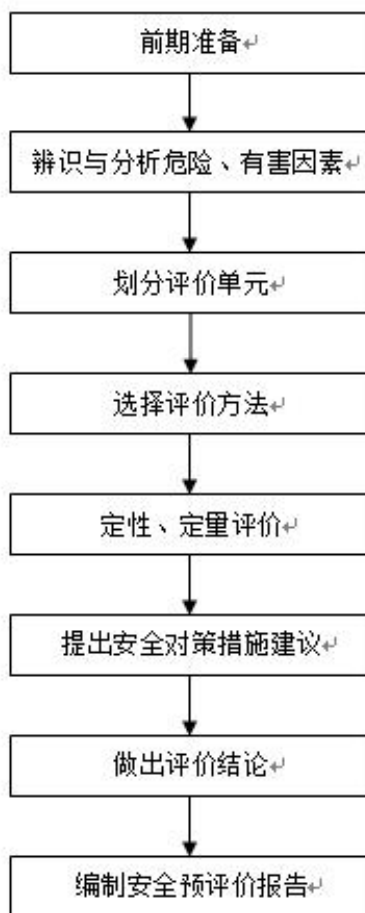 前期准备
辨识与分析危险、有害因素
划分评价单元
选择评价方法
定性、定量评价
提出安全对策措施建议
做出评价结论
编制安全预评价报告